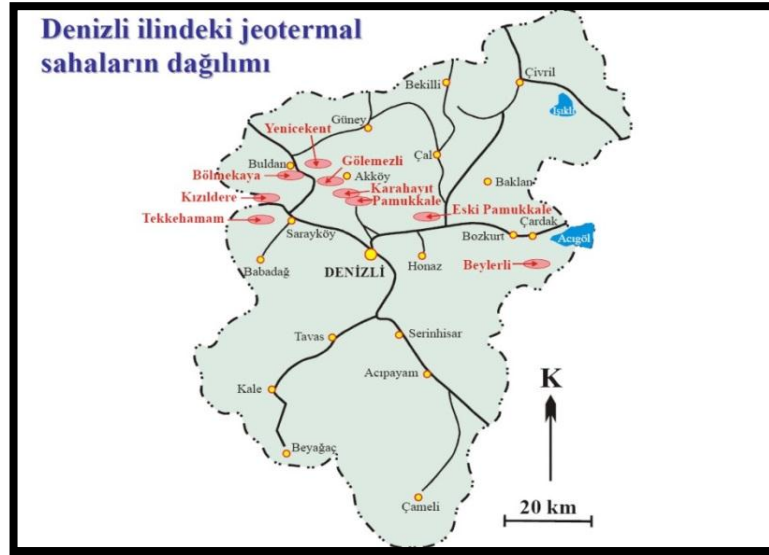 Denizli ilindeki jeotermal
sahaların dağılımı
Çivril
Bekilli
Işıklı
Güney
Yenicekent
Çal
Buldan
Gölemezli
Bölmekaya
Akköy
Baklan
Karahayıt
Kızıldere
Pamukkale
Eski Pamukkale
Tekkehamam
Çardak
Sarayköy
Bozkurt
Acıgöl
Babadağ
DENİZLİ
Honaz
Beylerli
Tavas
Serinhisar
Acıpayam
K
Kale
Beyağaç
Çameli
20 km